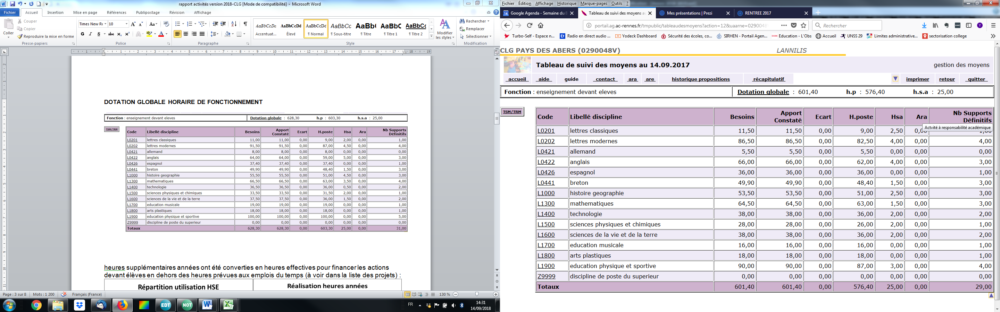 rapport activités version 2018-CLG [Mode de compatibilité] - Microsoft Word
Fichier Accueil Insertion Mise en page Références Publipostage Révision Affichage
Coller
Couper
Copier
Reproduire la mise en forme
Presse-papiers
Times New Ro 10
Police
Paragraphe
AaBbCcDc AaBbCcDd AaBbCcDd AaBbCc AaBb( AaBbC AaBbCcD
Accentuat... Élevé ¶ Normal ¶ Sous-titre ¶ Titre ¶ Titre 1 ¶ Titre 2
Style
Modifier les styles
Rechercher
Remplacer
Sélectionner
Modification
DOTATION GLOBALE HORAIRE DE FONCTIONNEMENT
Fonction : enseignement devant eleves Dotation globale : 628,30 h.p : 603,30 h.s.a : 25,00
TSM/TRM
Code Libellé discipline Besoins Apport Constaté Ecart H.poste Hsa Ara Nb Supports Définitifs
L0201 lettres classiques 11,00 11,00 0,00 9,00 2,00 0,00 1,00
L0202 lettres modernes 91,50 91,50 0,00 87,00 4,50 0,00 4,00
L0421 allemand 8,00 8,00 0,00 8,00 0,00 0,00 0,00
L0422 anglais 64,00 64,00 0,00 59,00 5,00 0,00 3,00
L0426 espagnol 37,40 37,40 0,00 37,40 0,00 0,00 1,00
L0441 breton 49,90 49,90 0,00 48,40 1,50 0,00 3,00
L1000 histoire geographie 55,50 55,50 0,00 51,00 4,50 0,00 3,00
L1300 mathematiques 66,50 66,50 0,00 63,00 3,50 0,00 4,00
L1400 technologie 36,50 36,50 0,00 36,00 0,50 0,00 2,00
L1500 sciences physiques et chimiques 33,50 33,50 0,00 31,50 2,00 0,00 1,00
L1600 sciences de la vie et de la terre 37,50 37,50 0,00 36,00 1,50 0,00 2,00
L1700 education musicale 19,00 19,00 0,00 19,00 0,00 0,00 1,00
L1800 arts plastiques 18,00 18,00 0,00 18,00 0,00 0,00 1,00
L1900 education physique et sportive 100,00 100,00 0,00 100,00 0,00 0,00 5,00
Z9999 discipline de poste du superieur 0,00 0,00 0,00 0,00 0,00 0,00 0,00
Totaux 628,30 628,30 0,00 603,30 25,00 0,00 31,00
heures supplémentaires années ont été converties en heures effectives pour financer les actions
devant élèves en dehors des heures prévues aux emplois du temps (à voir dans la liste des projets) :
Répartition utilisation HSE Réalisation heures années
Page : 3 sur 8 Mots : 1 200 Français (France) 130 %
EDT NOT FR 14:31
14/09/2018
Fichier Édition Affichage Historique Marque-pages Outils ?
Google Agenda - Semaine du 8 Tableau de suivi des moyens au Mes présentations | Prezi RENTREE 2017
portail.ag.ac-rennes.fr/tmpublic/tableaudesmoyens?action=12&uaarne=0290048 Rechercher
Turbo-Self - Espace n... Radio en direct audio ... Yodeck Dashboard Sécurité des écoles, co... SIRHEN - Portail Agen... Education - L'Obs Accueil UNSS 29 Limites administrative... sectorisation college
CLG PAYS DES ABERS (0290048V) LANNILIS
Tableau de suivi des moyens au 14.09.2017 gestion des moyens
accueil aide guide contact ara are historique propositions récapitulatif imprimer retour quitter
Fonction : enseignement devant eleves Dotation globale : 601,40 h.p : 576,40 h.s.a : 25,00
TSM/TRM
Code Libellé discipline Besoins Apport Constaté Ecart H.poste Hsa Ara Nb Supports Définitifs
Activité à responsabilité académique
L0201 lettres classiques 11,50 11,50 0,00 9,00 2,50 0,00 1,00
L0202 lettres modernes 86,50 86,50 0,00 82,50 4,00 0,00 4,00
L0421 allemand 5,50 5,50 0,00 5,50 0,00 0,00 0,00
L0422 anglais 66,00 66,00 0,00 62,00 4,00 0,00 3,00
L0426 espagnol 36,00 36,00 0,00 36,00 0,00 0,00 1,00
L0441 breton 49,90 49,90 0,00 48,40 1,50 0,00 3,00
L1000 histoire geographie 53,50 53,50 0,00 51,00 2,50 0,00 3,00
L1300 mathematiques 64,50 64,50 0,00 63,00 1,50 0,00 3,00
L1400 technologie 38,00 38,00 0,00 36,00 2,00 0,00 2,00
L1500 sciences physiques et chimiques 28,00 28,00 0,00 26,00 2,00 0,00 1,00
L1600 sciences de la vie et de la terre 38,00 38,00 0,00 36,00 2,00 0,00 2,00
L1700 education musicale 16,00 16,00 0,00 16,00 0,00 0,00 1,00
L1800 arts plastiques 18,00 18,00 0,00 18,00 0,00 0,00 1,00
L1900 education physique et sportive 90,00 90,00 0,00 87,00 3,00 0,00 4,00
Z9999 discipline de poste du superieur 0,00 0,00 0,00 0,00 0,00 0,00 0,00
Totaux 601,40 601,40 0,00 576,40 25,00 0,00 29,00